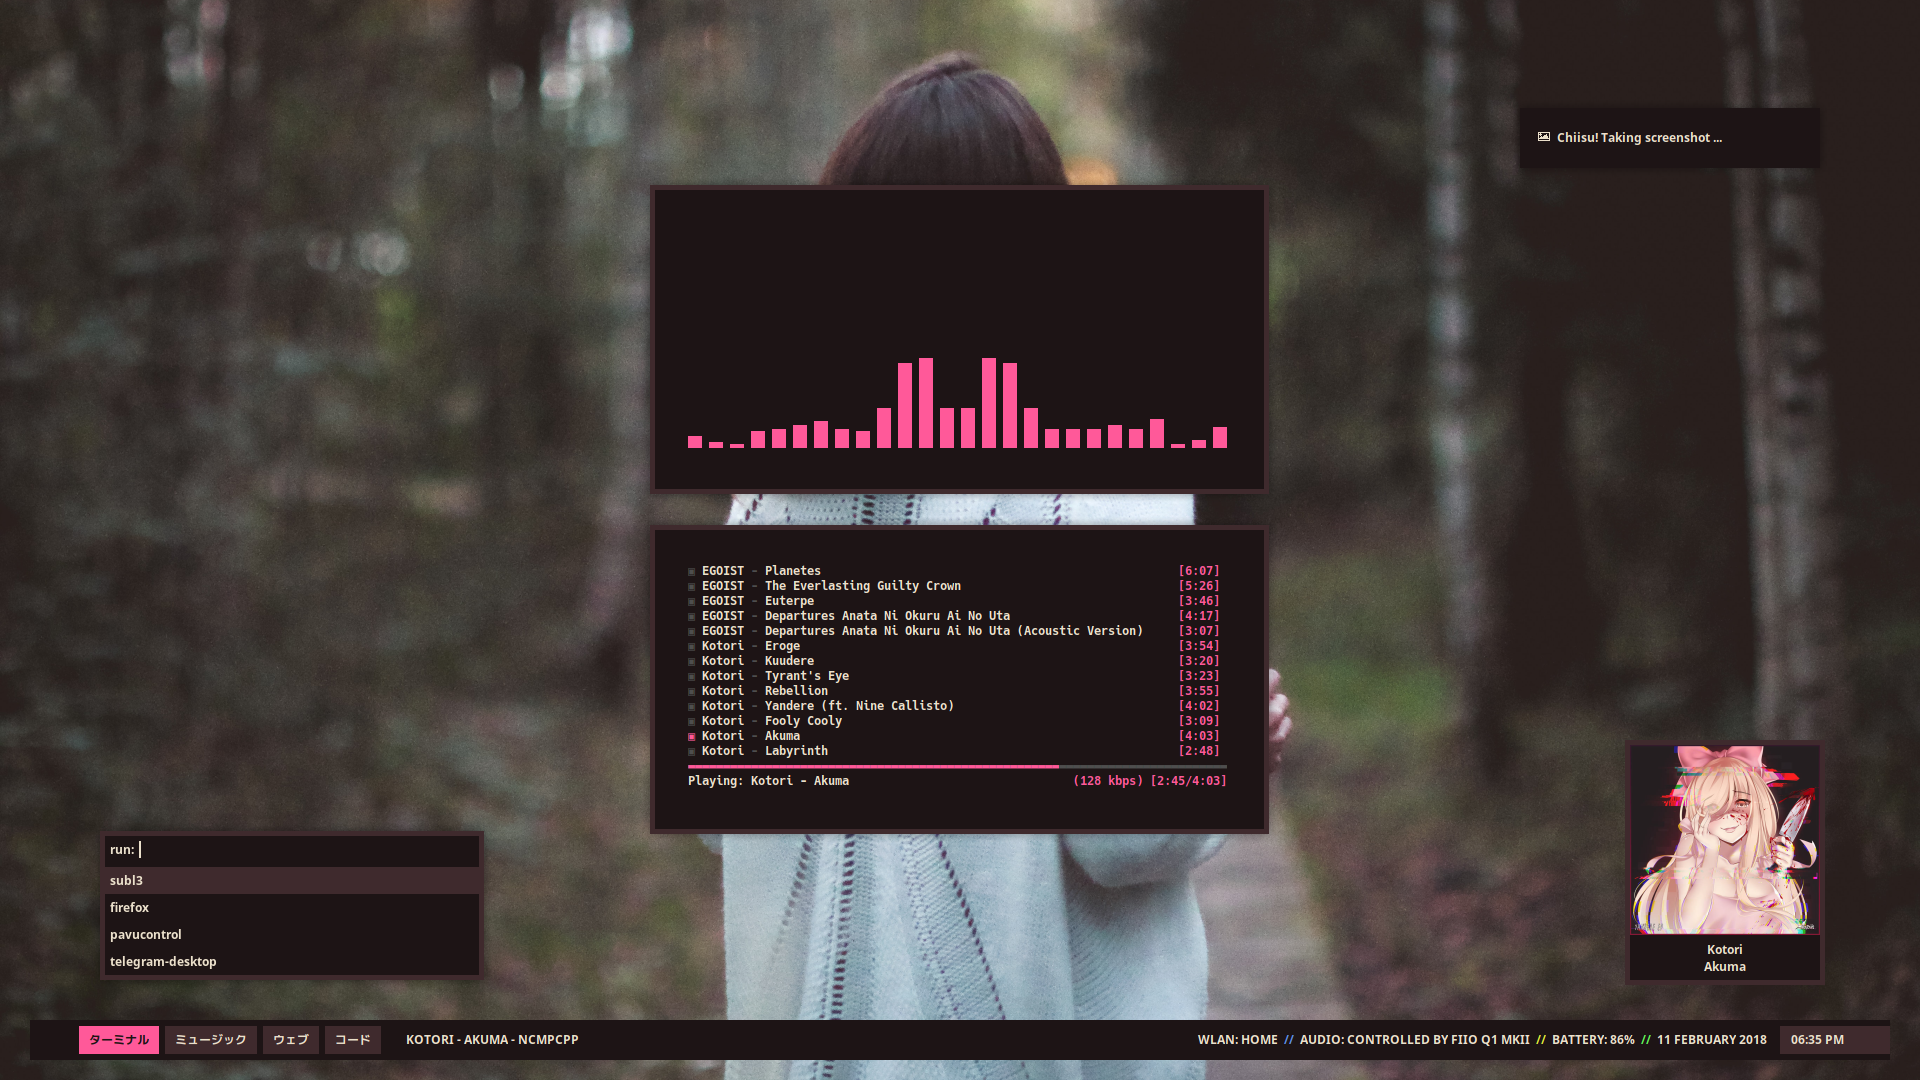 Chiisu! Taking screenshot ...
EGOIST - Planetes [6:07]
EGOIST - The Everlasting Guilty Crown [5:26]
EGOIST - Euterpe [3:46]
EGOIST - Departures Anata Ni Okuru Ai No Uta [4:17]
EGOIST - Departures Anata Ni Okuru Ai No Uta (Acoustic Version) [3:07]
Kotori - Eroge [3:54]
Kotori - Kuudere [3:20]
Kotori - Tyrant's Eye [3:23]
Kotori - Rebellion [3:55]
Kotori - Yandere (ft. Nine Callisto) [4:02]
Kotori - Fooly Cooly [3:09]
Kotori - Akuma [4:03]
Kotori - Labyrinth [2:48]
Playing: Kotori - Akuma (128 kbps) [2:45/4:03]
run:
subl3
firefox
pavucontrol
telegram-desktop
Kotori
Akuma
ターミナル ミュージック ウェブ コード KOTORI - AKUMA - NCMPCPP WLAN: HOME // AUDIO: CONTROLLED BY FIIO Q1 MKII // BATTERY: 86% // 11 FEBRUARY 2018 06:35 PM